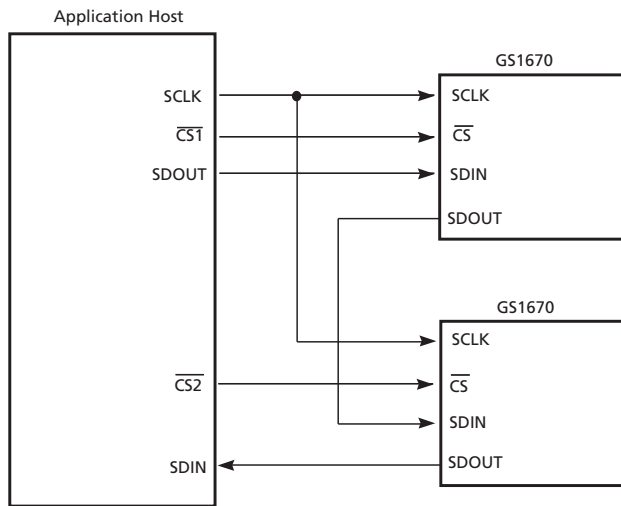 Application Host
SCLK
CS1
SDOUT
CS2
SDIN
GS1670
SCLK
CS
SDIN
SDOUT
GS1670
SCLK
CS
SDIN
SDOUT